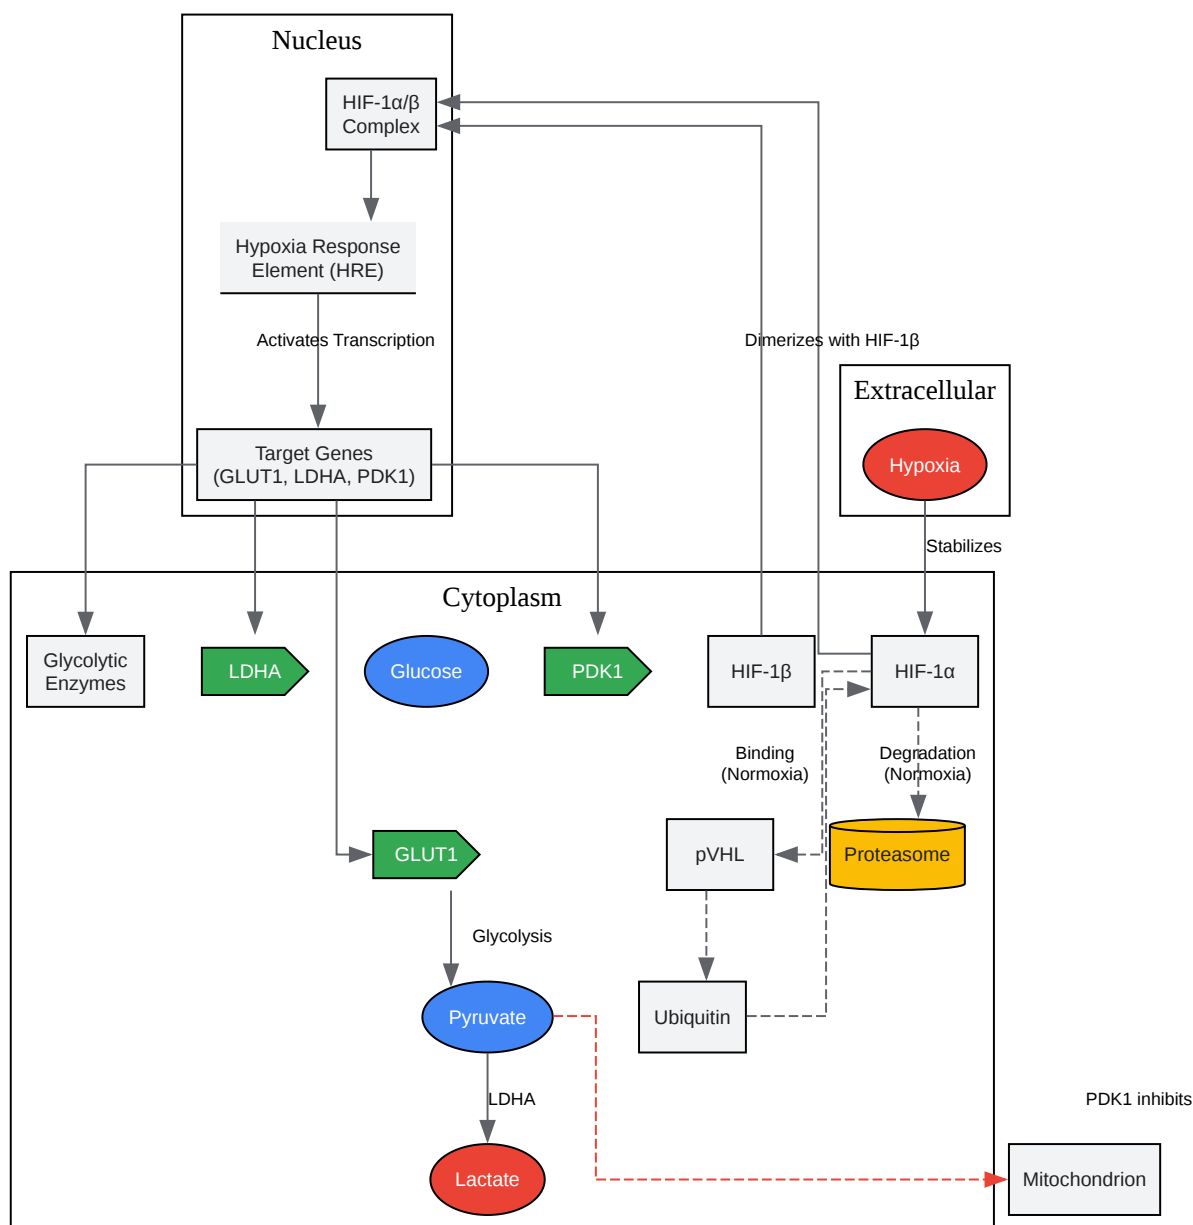 Nucleus
HIF-1α/β
Complex
Hypoxia Response
Element (HRE)
Activates Transcription
Dimerizes with HIF-1β
Extracellular
Target Genes
(GLUT1, LDHA, PDK1)
Hypoxia
Stabilizes
Cytoplasm
Glycolytic
Enzymes
LDHA
Glucose
PDK1
HIF-1β
HIF-1α
Binding
(Normoxia)
Degradation
(Normoxia)
GLUT1
pVHL
Proteasome
Glycolysis
Pyruvate
Ubiquitin
LDHA
PDK1 inhibits
Lactate
Mitochondrion